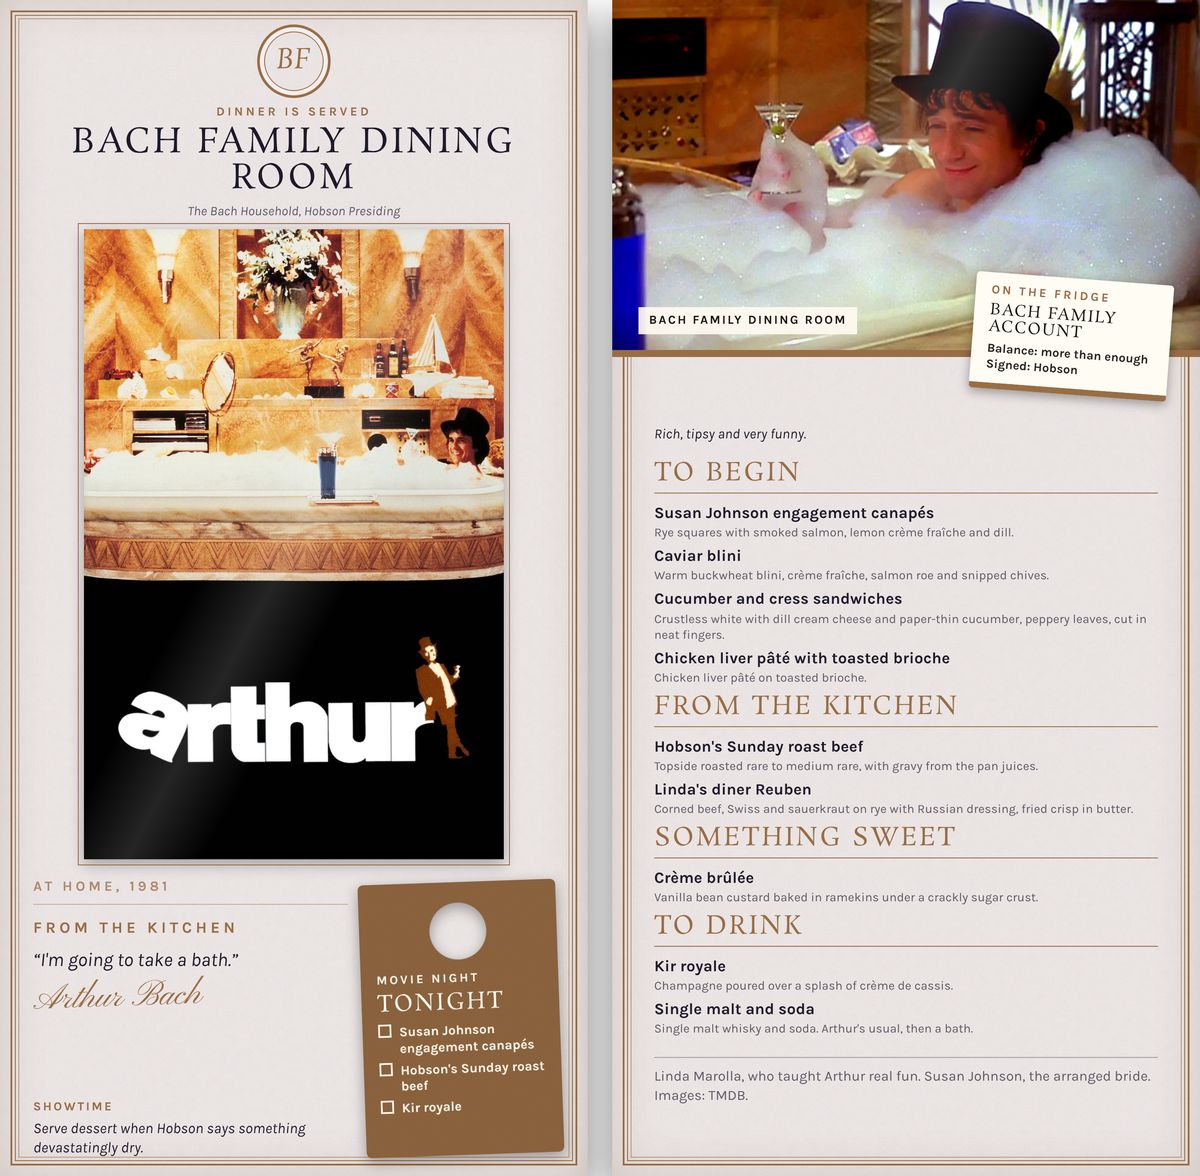 BF
DINNER IS SERVED
BACH FAMILY DINING
ROOM
The Bach Household, Hobson Presiding
arthur
AT HOME, 1981
FROM THE KITCHEN
“I'm going to take a bath.”
Arthur Bach
SHOWTIME
Serve dessert when Hobson says something
devastatingly dry.
MOVIE NIGHT
TONIGHT
Susan Johnson
engagement canapés
Hobson's Sunday roast
beef
Kir royale
BACH FAMILY DINING ROOM
ON THE FRIDGE
BACH FAMILY
ACCOUNT
Balance: more than enough
Signed: Hobson
Rich, tipsy and very funny.
TO BEGIN
Susan Johnson engagement canapés
Rye squares with smoked salmon, lemon crème fraîche and dill.
Caviar blini
Warm buckwheat blini, crème fraîche, salmon roe and snipped chives.
Cucumber and cress sandwiches
Crustless white with dill cream cheese and paper-thin cucumber, peppery leaves, cut in
neat fingers.
Chicken liver pâté with toasted brioche
Chicken liver pâté on toasted brioche.
FROM THE KITCHEN
Hobson's Sunday roast beef
Topside roasted rare to medium rare, with gravy from the pan juices.
Linda's diner Reuben
Corned beef, Swiss and sauerkraut on rye with Russian dressing, fried crisp in butter.
SOMETHING SWEET
Crème brûlée
Vanilla bean custard baked in ramekins under a crackly sugar crust.
TO DRINK
Kir royale
Champagne poured over a splash of crème de cassis.
Single malt and soda
Single malt whisky and soda. Arthur's usual, then a bath.
Linda Marolla, who taught Arthur real fun. Susan Johnson, the arranged bride.
Images: TMDB.